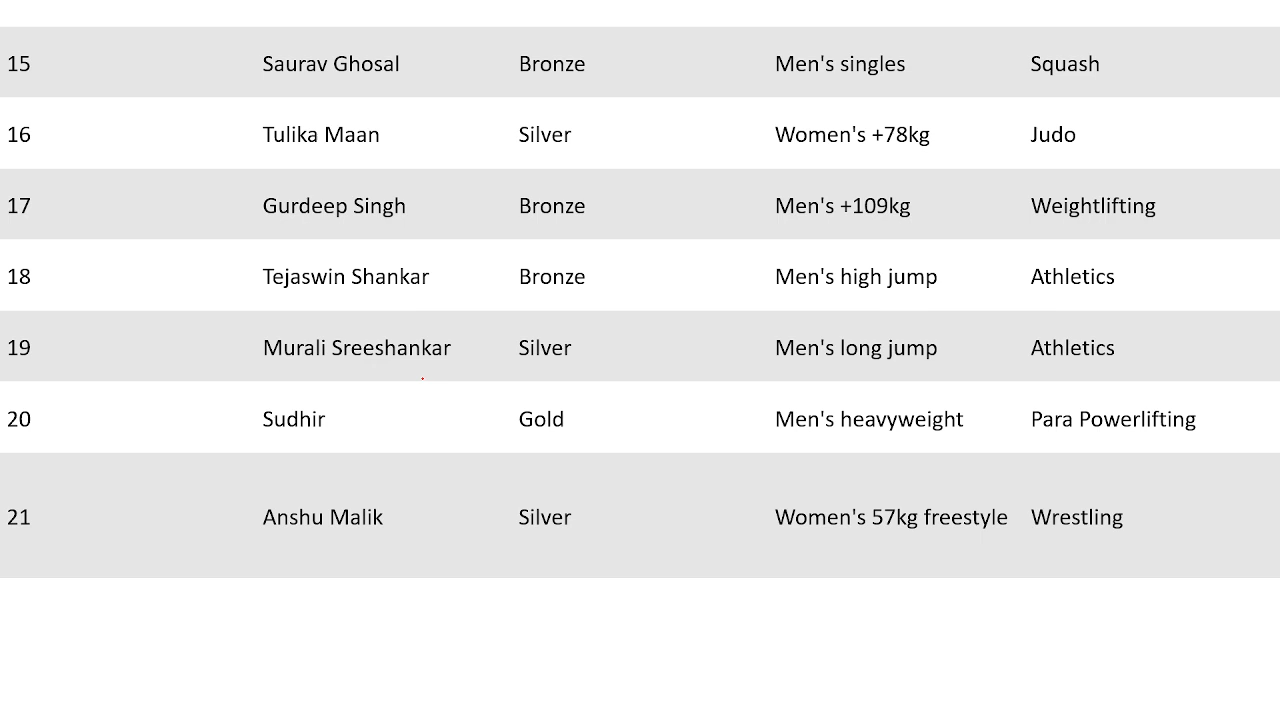 15 Saurav Ghosal Bronze Men's singles Squash
16 Tulika Maan Silver Women's +78kg Judo
17 Gurdeep Singh Bronze Men's +109kg Weightlifting
18 Tejaswin Shankar Bronze Men's high jump Athletics
19 Murali Sreeshankar Silver Men's long jump Athletics
20 Sudhir Gold Men's heavyweight Para Powerlifting
21 Anshu Malik Silver Women's 57kg freestyle Wrestling